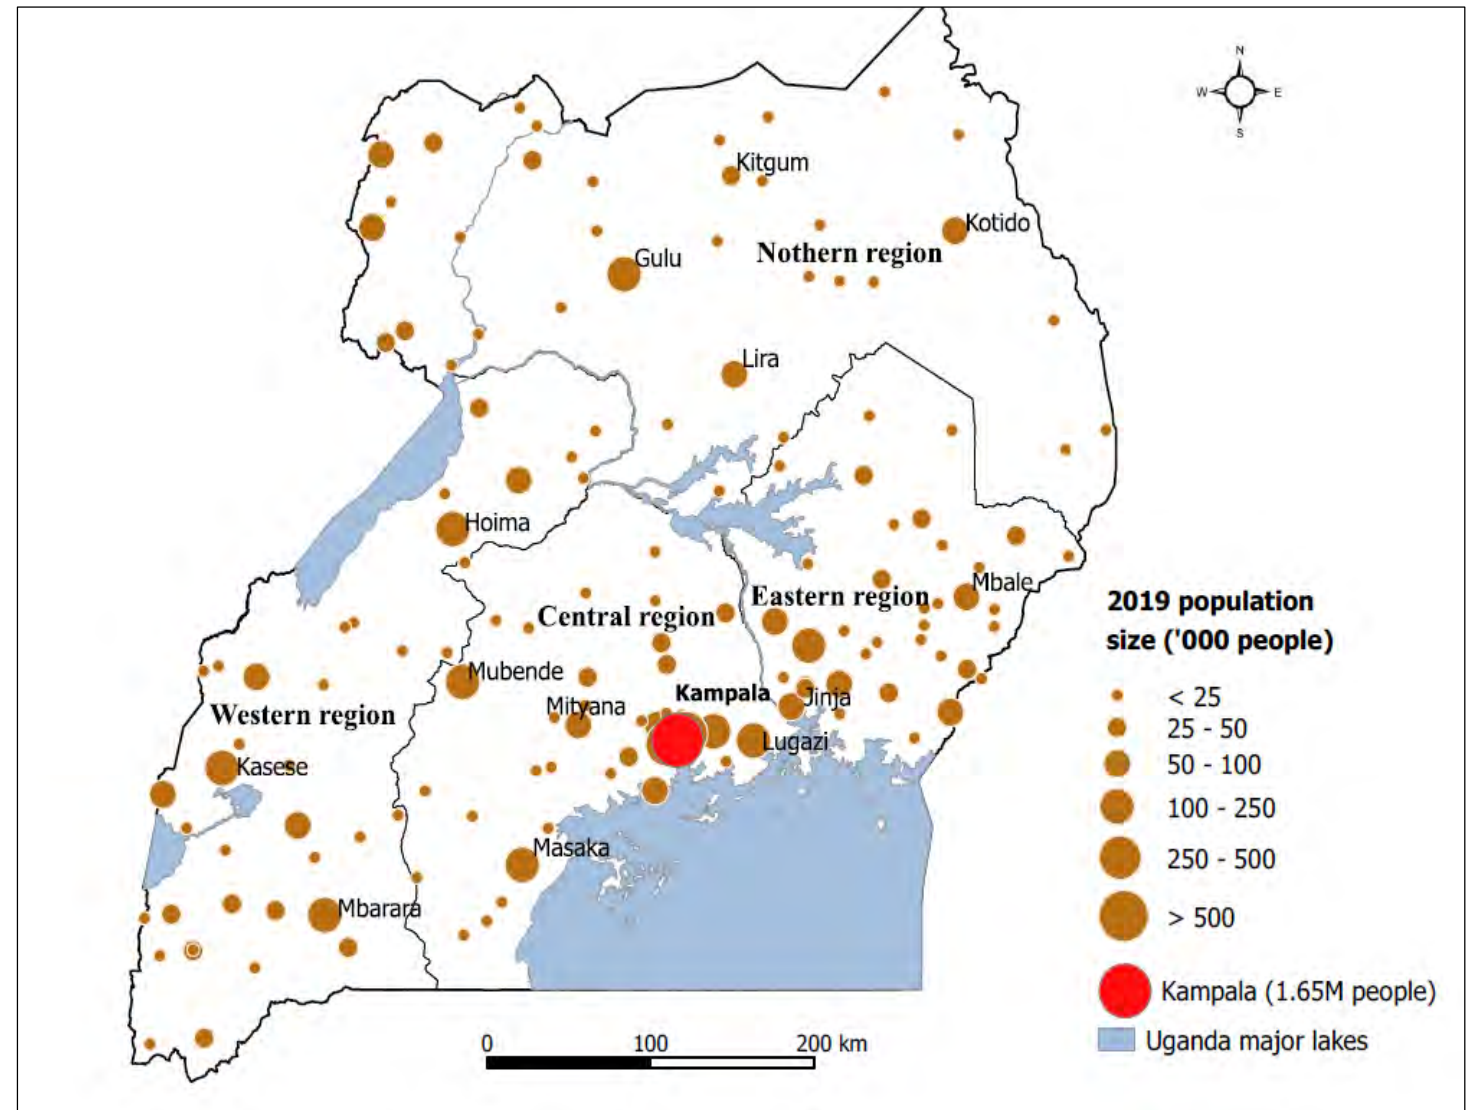 N
W E
S
Kitgum
Kotido
Nothern region
Gulu
Lira
Hoima
Mbale
Eastern region
Central region
Mubende
Kampala
Jinja
Mityana
Western region
Lugazi
Kasese
Masaka
Mbarara
2019 population
size ('000 people)
< 25
25 - 50
50 - 100
100 - 250
250 - 500
> 500
Kampala (1.65M people)
Uganda major lakes
0 100 200 km